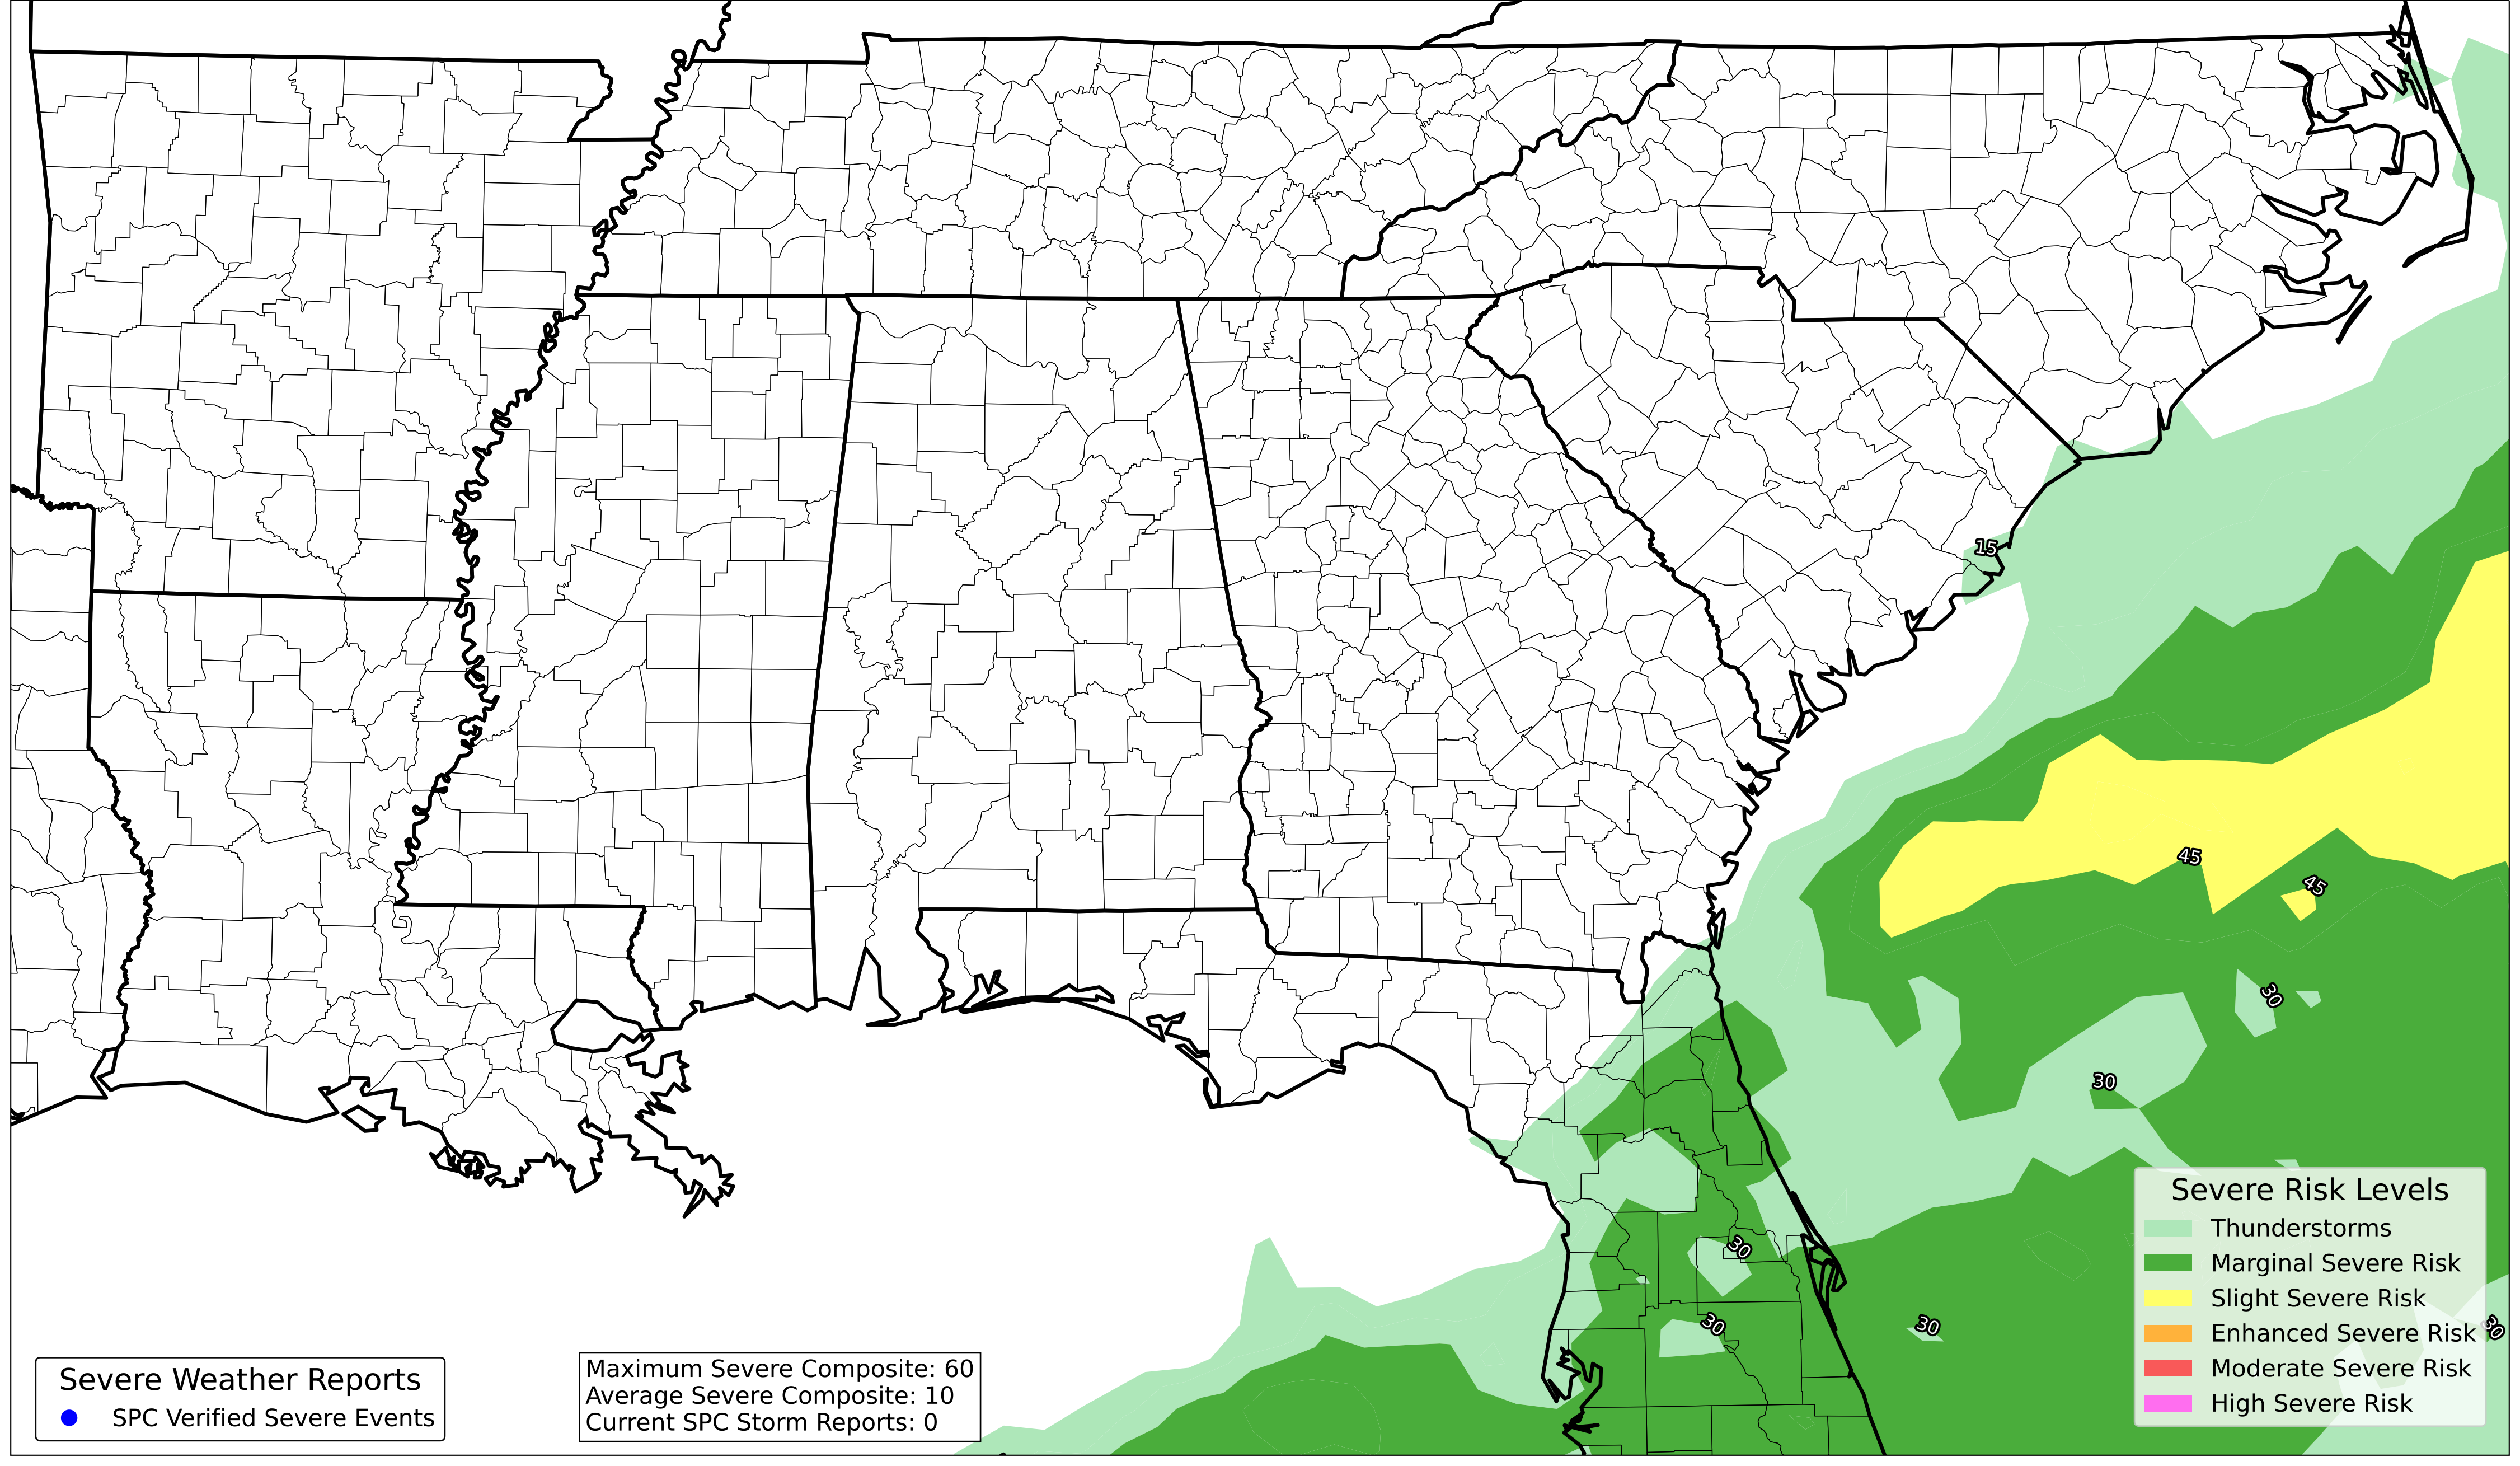 15
45
45
30
30
30
30
30
30
Severe Risk Levels
Thunderstorms
Marginal Severe Risk
Slight Severe Risk
Enhanced Severe Risk
Moderate Severe Risk
High Severe Risk
Severe Weather Reports
SPC Verified Severe Events
Maximum Severe Composite: 60
Average Severe Composite: 10
Current SPC Storm Reports: 0